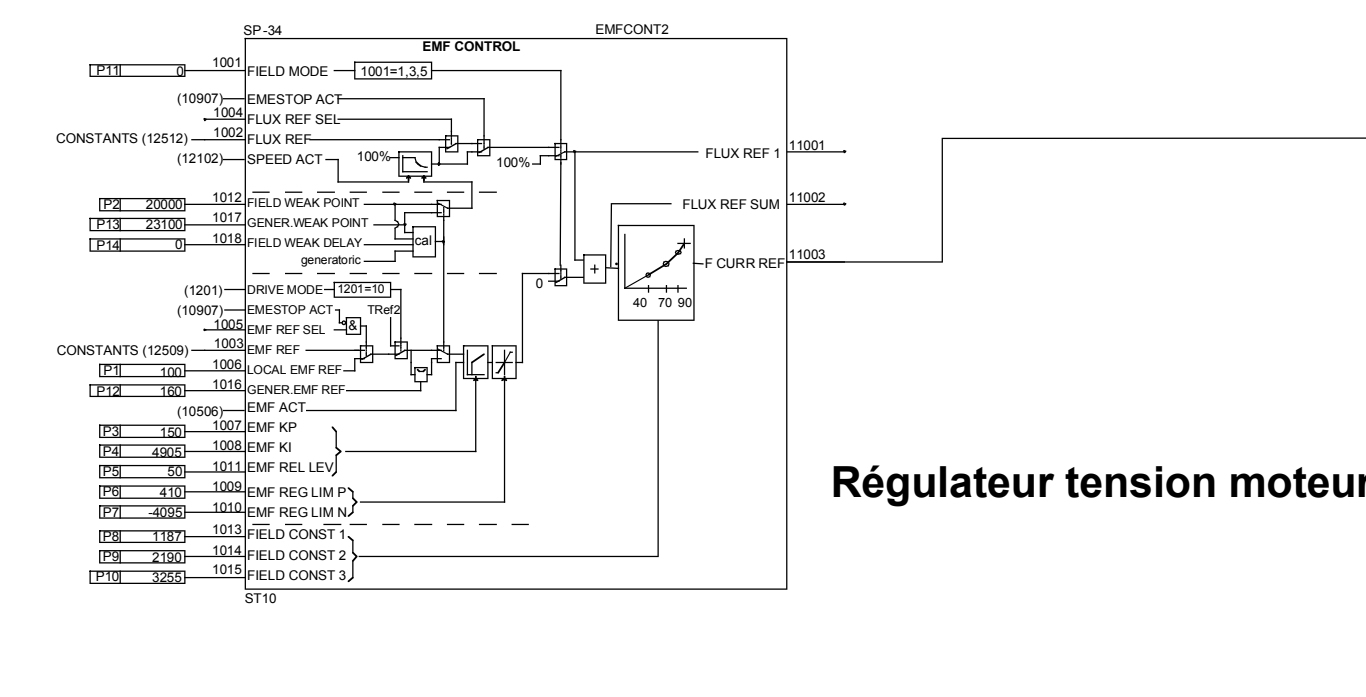 SP-34 EMFCONT2
EMF CONTROL
P11 0 1001 FIELD MODE 1001=1,3,5
(10907) EMESTOP ACT
1004 FLUX REF SEL
CONSTANTS (12512) 1002 FLUX REF
(12102) SPEED ACT 100% 100% FLUX REF 1 11001
P2 20000 1012 FIELD WEAK POINT FLUX REF SUM 11002
P13 23100 1017 GENER.WEAK POINT
P14 0 1018 FIELD WEAK DELAY cal
generatoric + F CURR REF 11003
0
(1201) DRIVE MODE 1201=10 40 70 90
(10907) EMESTOP ACT TRef2
1005 EMF REF SEL &
CONSTANTS (12509) 1003 EMF REF
P1 100 1006 LOCAL EMF REF
P12 160 1016 GENER.EMF REF
(10506) EMF ACT
P3 150 1007 EMF KP
P4 4905 1008 EMF KI
P5 50 1011 EMF REL LEV
Régulateur tension moteur
P6 410 1009 EMF REG LIM P
P7 -4095 1010 EMF REG LIM N
P8 1187 1013 FIELD CONST 1
P9 2190 1014 FIELD CONST 2
P10 3255 1015 FIELD CONST 3
ST10